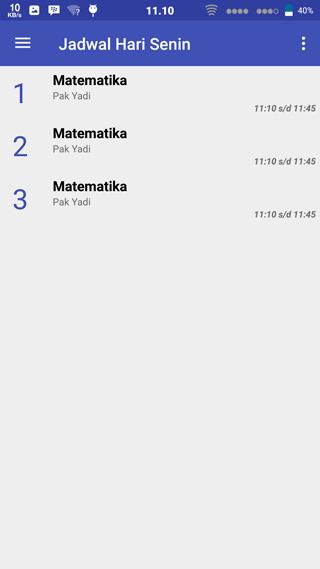 10 KB/s 11.10 40%
Jadwal Hari Senin
1 Matematika
Pak Yadi
11:10 s/d 11:45
2 Matematika
Pak Yadi
11:10 s/d 11:45
3 Matematika
Pak Yadi
11:10 s/d 11:45